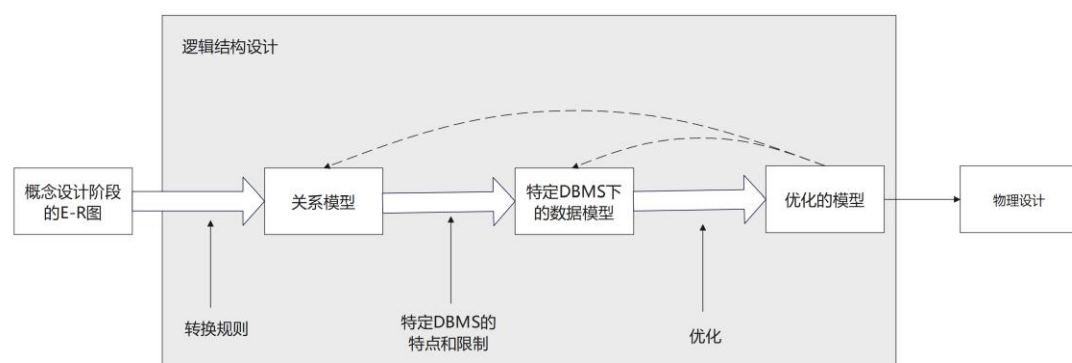 逻辑结构设计
概念设计阶段
的E-R图
关系模型
特定DBMS下
的数据模型
优化的模型
物理设计
转换规则
特定DBMS的
特点和限制
优化